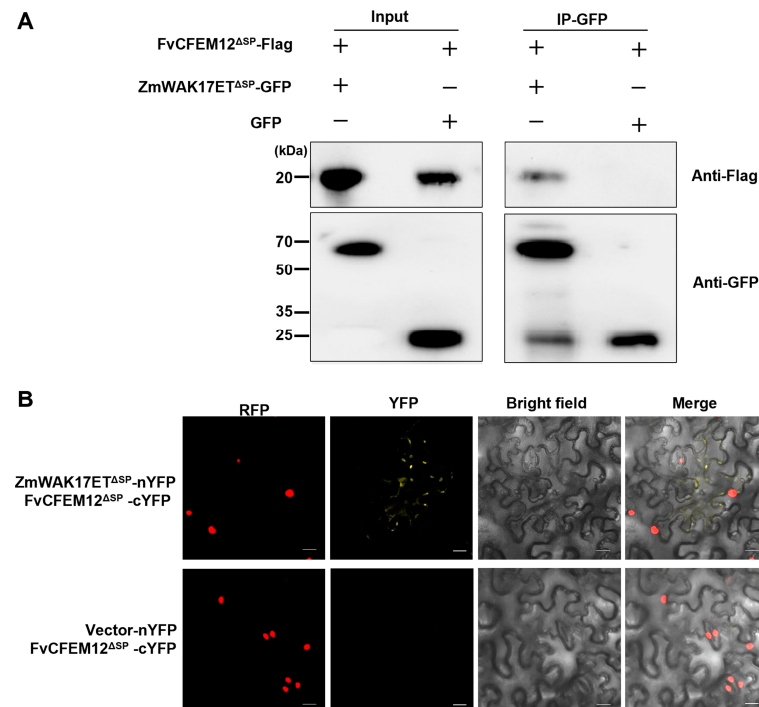 A
Input IP-GFP
FvCFEM12ΔSP-Flag + + + +
ZmWAK17ETΔSP-GFP + − + −
GFP − + − +
(kDa)
20 Anti-Flag
70
50
Anti-GFP
35
25
B
RFP YFP Bright field Merge
ZmWAK17ETΔSP-nYFP
FvCFEM12ΔSP -cYFP
Vector-nYFP
FvCFEM12ΔSP -cYFP